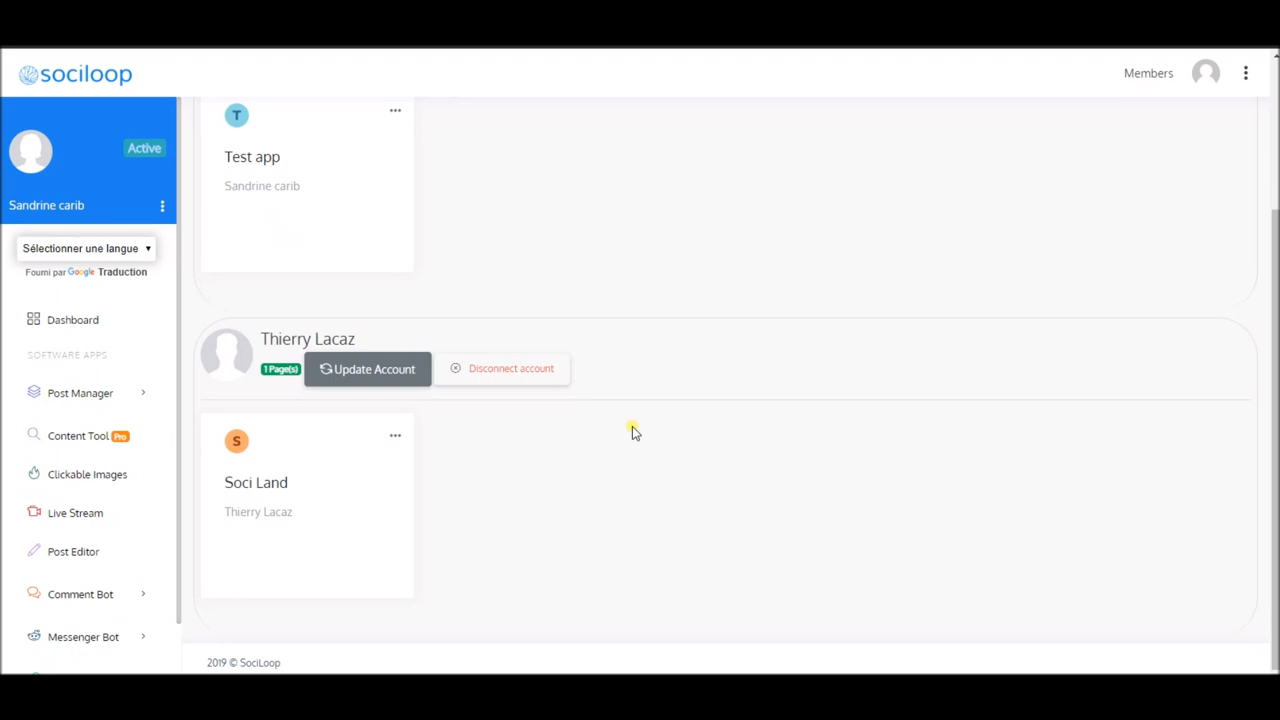 sociloop
Members
Active
Sandrine carib
Sélectionner une langue
Fourni par Google Traduction
Dashboard
SOFTWARE APPS
Post Manager
Content Tool Pro
Clickable Images
Live Stream
Post Editor
Comment Bot
Messenger Bot
T
Test app
Sandrine carib
Thierry Lacaz
1 Page(s) Update Account Disconnect account
S
Soci Land
Thierry Lacaz
2019 © SociLoop